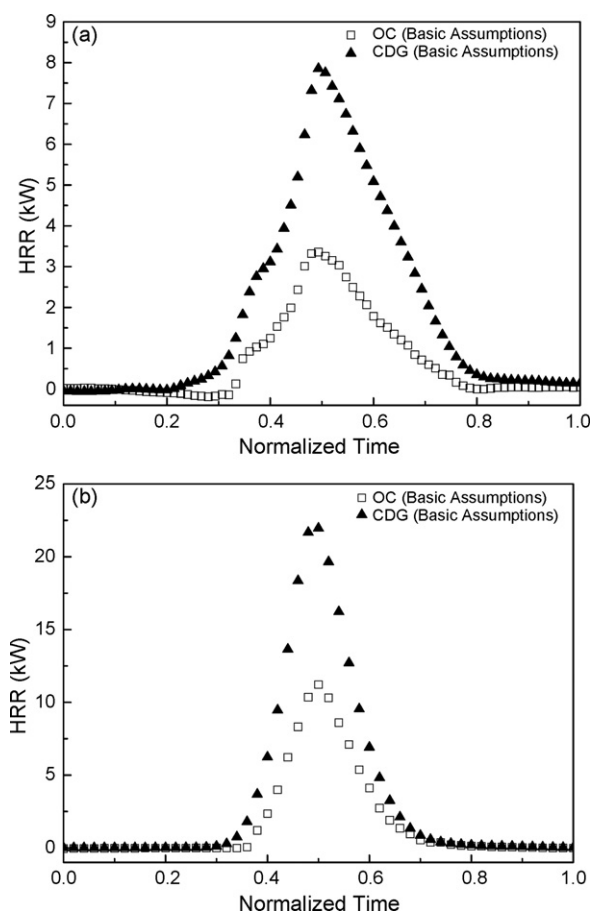 (a)
OC (Basic Assumptions)
CDG (Basic Assumptions)
9
8
7
6
5
4
3
2
1
0
HRR (kW)
0.0 0.2 0.4 0.6 0.8 1.0
Normalized Time
(b)
OC (Basic Assumptions)
CDG (Basic Assumptions)
25
20
15
10
5
0
HRR (kW)
0.0 0.2 0.4 0.6 0.8 1.0
Normalized Time